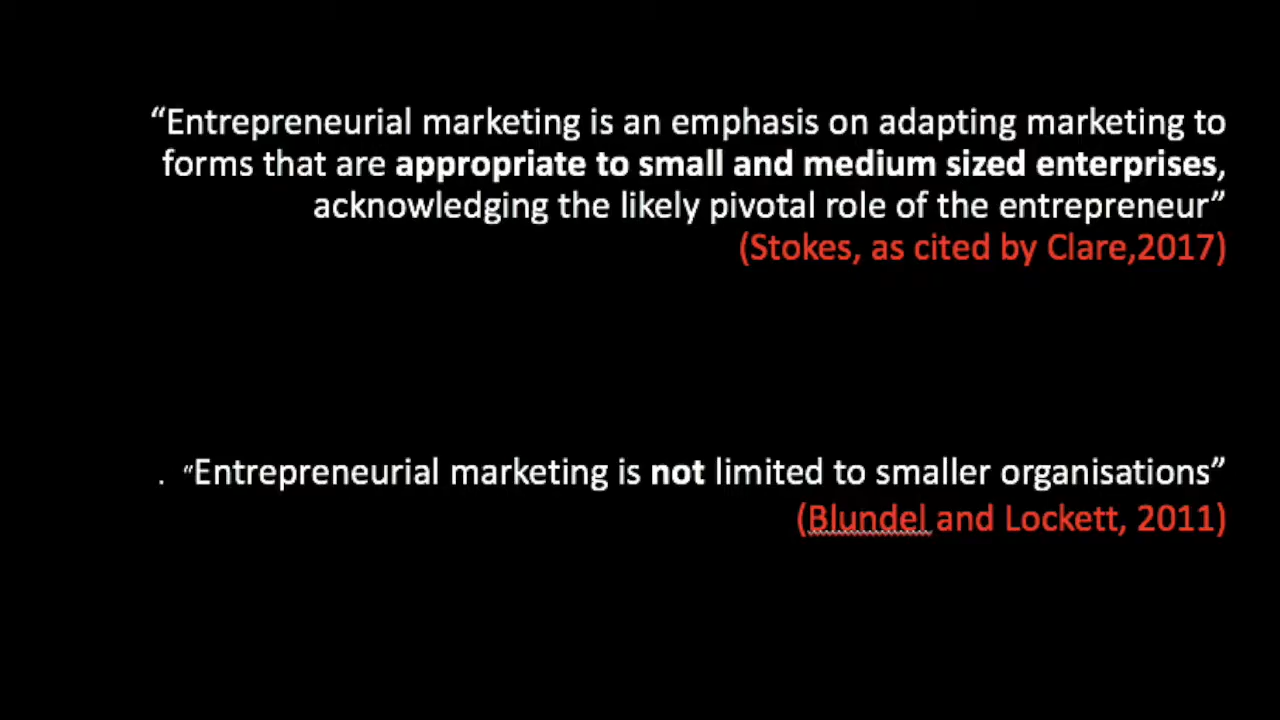 “Entrepreneurial marketing is an emphasis on adapting marketing to
forms that are appropriate to small and medium sized enterprises,
acknowledging the likely pivotal role of the entrepreneur”
(Stokes, as cited by Clare,2017)
. “Entrepreneurial marketing is not limited to smaller organisations”
(Blundel and Lockett, 2011)